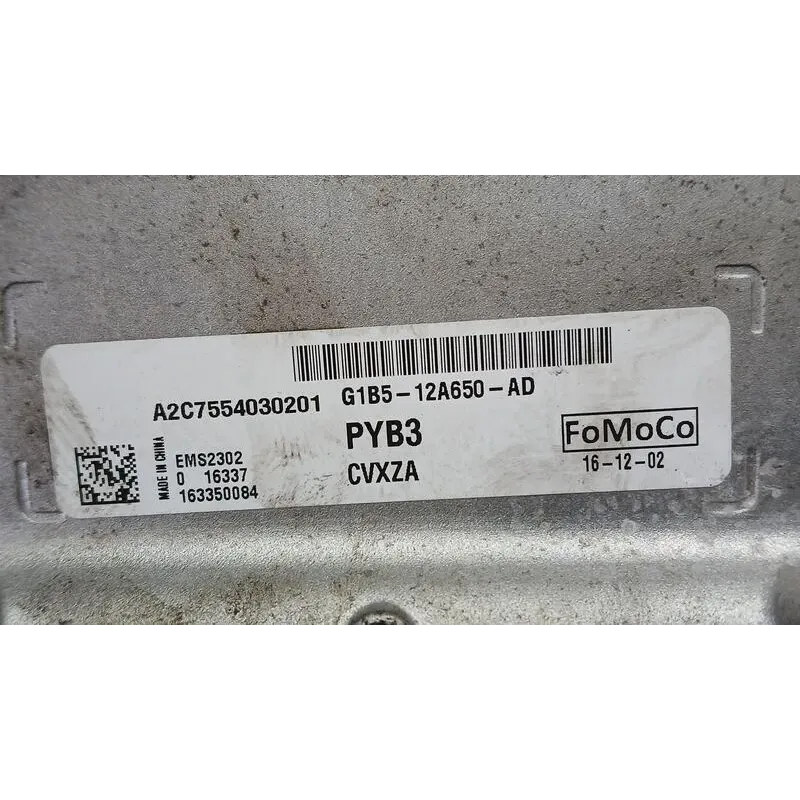 A2C7554030201 G1B5-12A650-AD
PYB3
FoMoCo
MADE IN CHINA
EMS2302
0 16337
163350084
CVXZA
16-12-02